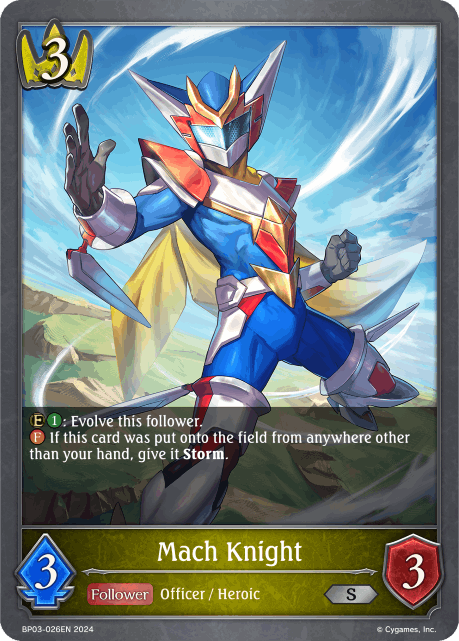 3
E 1 : Evolve this follower.
F If this card was put onto the field from anywhere other
than your hand, give it Storm.
Mach Knight
3
Follower Officer / Heroic
S
3
BP03-026EN 2024
© Cygames, Inc.